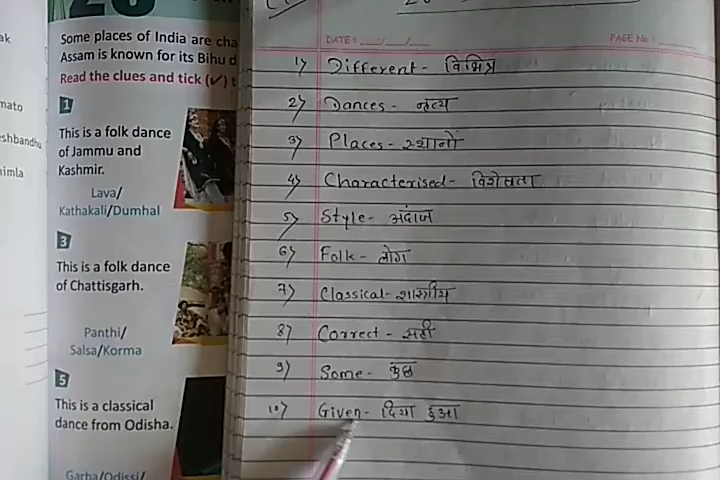 ak
mato
eshbandhu
himla
Some places of India are cha
Assam is known for its Bihu d
Read the clues and tick (✓) t
1
This is a folk dance
of Jammu and
Kashmir.
Lava/
Kathakali/Dumhal
3
This is a folk dance
of Chattisgarh.
Panthi/
Salsa/Korma
5
This is a classical
dance from Odisha.
Garba/Odissi/
DATE: PAGE No:
1) Different - विभिन्न
2) Dances - नृत्य
3) Places - स्थानों
4) Characterised - विशेषता
5) Style - अंदाज
6) Folk - लोग
7) Classical - शास्त्रीय
8) Correct - सही
9) Some - कुछ
10) Given - दिया हुआ